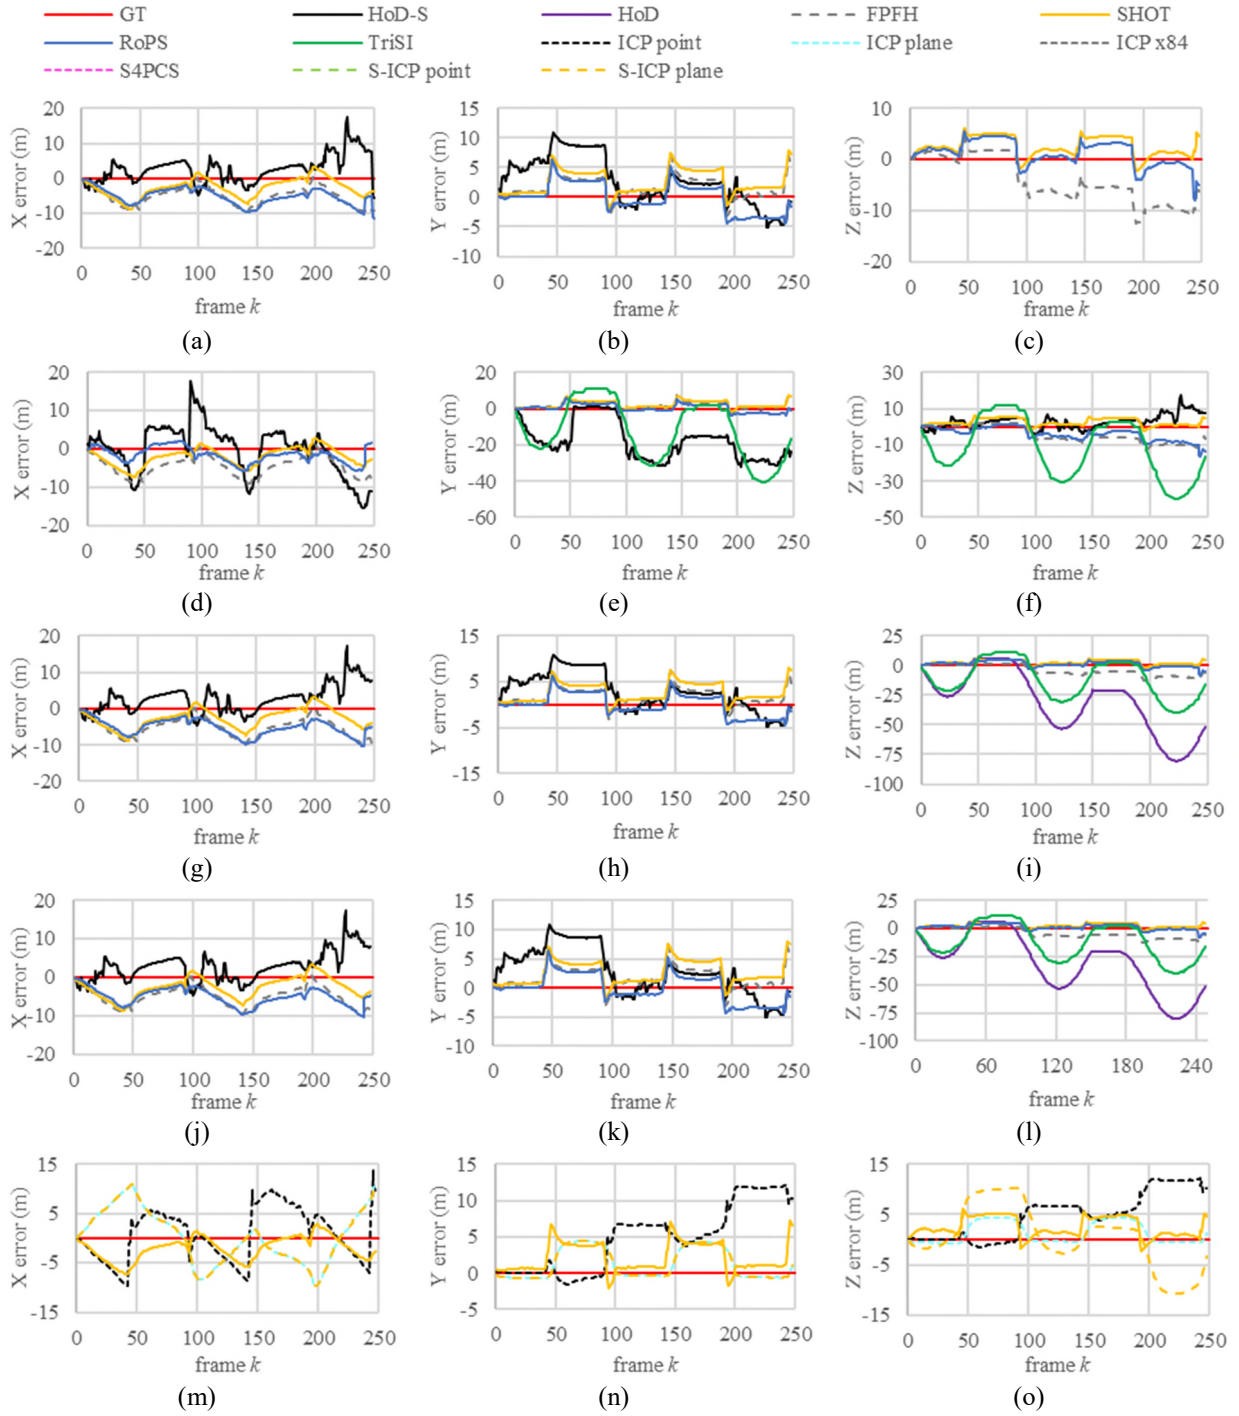 GT HoD-S HoD FPFH SHOT
RoPS TriSI ICP point ICP plane ICP x84
S4PCS S-ICP point S-ICP plane
X error (m)
20
10
0
-10
-20
0 50 100 150 200 250
frame k
(a)
Y error (m)
15
10
5
0
-5
-10
0 50 100 150 200 250
frame k
(b)
Z error (m)
10
0
-10
-20
0 50 100 150 200 250
frame k
(c)
X error (m)
20
10
0
-10
-20
0 50 100 150 200 250
frame k
(d)
Y error (m)
20
0
-20
-40
-60
0 50 100 150 200 250
frame k
(e)
Z error (m)
30
10
-10
-30
-50
0 50 100 150 200 250
frame k
(f)
X error (m)
20
10
0
-10
-20
0 50 100 150 200 250
frame k
(g)
Y error (m)
15
5
-5
-15
0 50 100 150 200 250
frame k
(h)
Z error (m)
25
0
-25
-50
-75
-100
0 50 100 150 200 250
frame k
(i)
X error (m)
20
10
0
-10
-20
0 50 100 150 200 250
frame k
(j)
Y error (m)
15
10
5
0
-5
-10
0 50 100 150 200 250
frame k
(k)
Z error (m)
25
0
-25
-50
-75
-100
0 60 120 180 240
frame k
(l)
X error (m)
15
5
-5
-15
0 50 100 150 200 250
frame k
(m)
Y error (m)
15
10
5
0
-5
0 50 100 150 200 250
frame k
(n)
Z error (m)
15
5
-5
-15
0 50 100 150 200 250
frame k
(o)